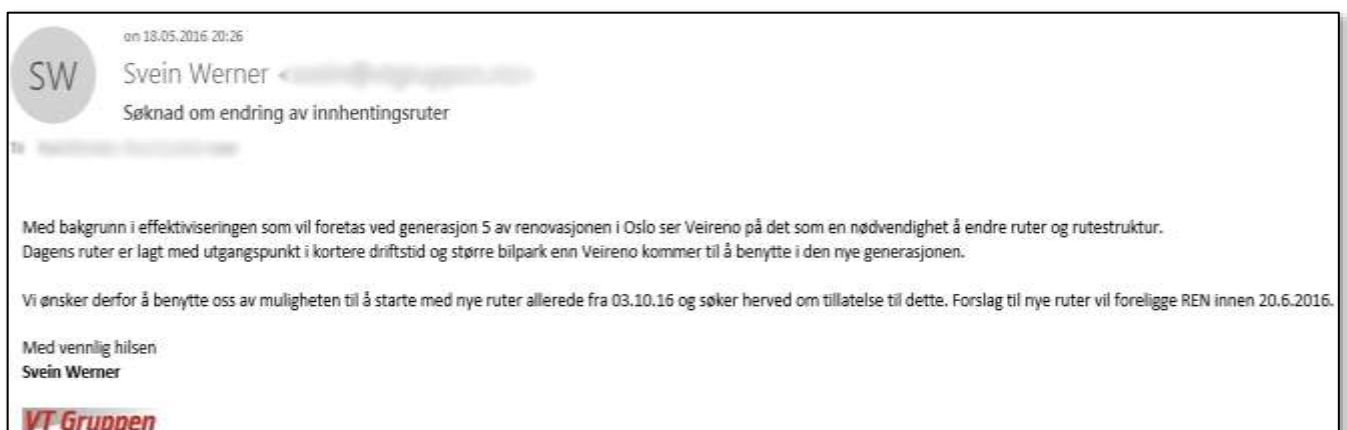 on 18.05.2016 20:26
SW
Svein Werner <
Søknad om endring av innhentingsruter
Med bakgrunn i effektiviseringen som vil foretas ved generasjon 5 av renovasjonen i Oslo ser Veireno på det som en nødvendighet å endre ruter og rutestruktur.
Dagens ruter er lagt med utgangspunkt i kortere driftstid og større bilpark enn Veireno kommer til å benytte i den nye generasjonen.
Vi ønsker derfor å benytte oss av muligheten til å starte med nye ruter allerede fra 03.10.16 og søker herved om tillatelse til dette. Forslag til nye ruter vil foreligge REN innen 20.6.2016.
Med vennlig hilsen
Svein Werner
VT Gruppen